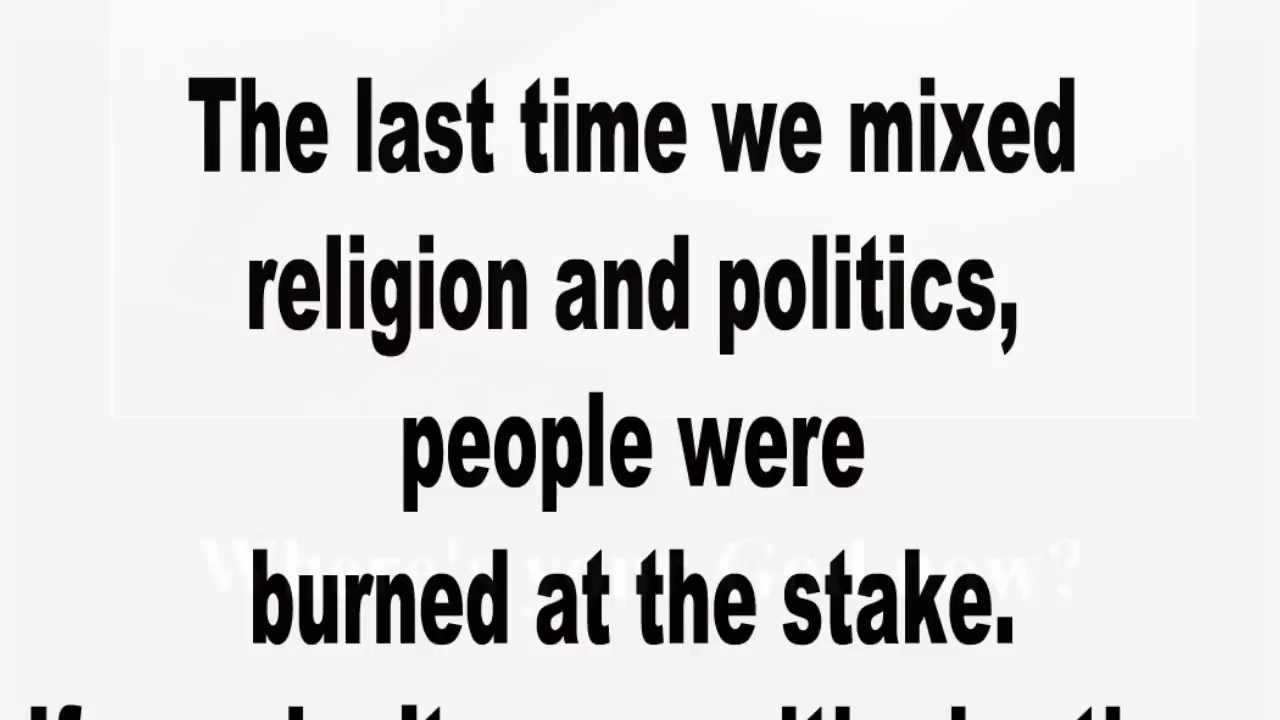 The last time we mixed
religion and politics,
people were
burned at the stake.